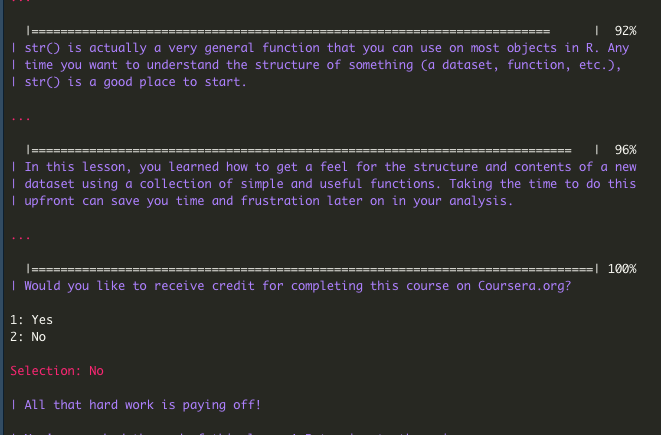 ...
|========================================================================      |  92%
| str() is actually a very general function that you can use on most objects in R. Any
| time you want to understand the structure of something (a dataset, function, etc.),
| str() is a good place to start.
...
|===========================================================================   |  96%
| In this lesson, you learned how to get a feel for the structure and contents of a new
| dataset using a collection of simple and useful functions. Taking the time to do this
| upfront can save you time and frustration later on in your analysis.
...
|==============================================================================| 100%
| Would you like to receive credit for completing this course on Coursera.org?
1: Yes
2: No
Selection: No
| All that hard work is paying off!